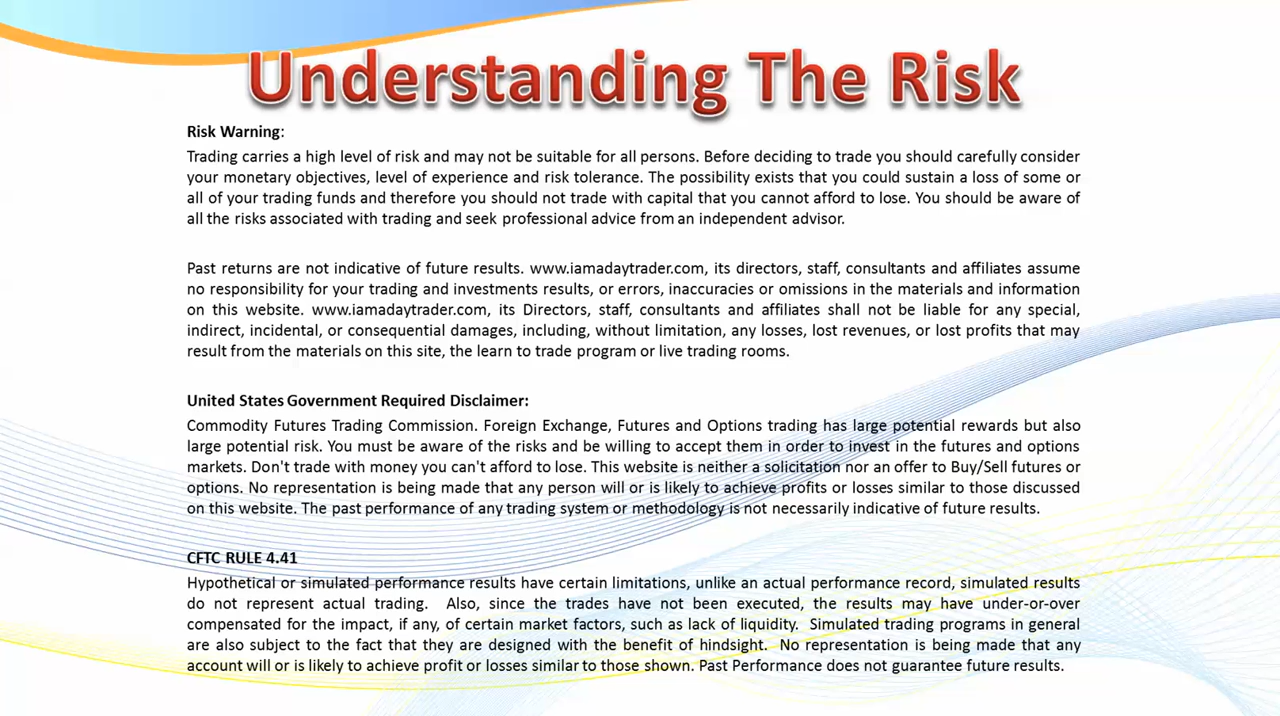 Understanding The Risk
Risk Warning:
Trading carries a high level of risk and may not be suitable for all persons. Before deciding to trade you should carefully consider
your monetary objectives, level of experience and risk tolerance. The possibility exists that you could sustain a loss of some or
all of your trading funds and therefore you should not trade with capital that you cannot afford to lose. You should be aware of
all the risks associated with trading and seek professional advice from an independent advisor.
Past returns are not indicative of future results. www.iamadaytrader.com, its directors, staff, consultants and affiliates assume
no responsibility for your trading and investments results, or errors, inaccuracies or omissions in the materials and information
on this website. www.iamadaytrader.com, its Directors, staff, consultants and affiliates shall not be liable for any special,
indirect, incidental, or consequential damages, including, without limitation, any losses, lost revenues, or lost profits that may
result from the materials on this site, the learn to trade program or live trading rooms.
United States Government Required Disclaimer:
Commodity Futures Trading Commission. Foreign Exchange, Futures and Options trading has large potential rewards but also
large potential risk. You must be aware of the risks and be willing to accept them in order to invest in the futures and options
markets. Don't trade with money you can't afford to lose. This website is neither a solicitation nor an offer to Buy/Sell futures or
options. No representation is being made that any person will or is likely to achieve profits or losses similar to those discussed
on this website. The past performance of any trading system or methodology is not necessarily indicative of future results.
CFTC RULE 4.41
Hypothetical or simulated performance results have certain limitations, unlike an actual performance record, simulated results
do not represent actual trading. Also, since the trades have not been executed, the results may have under-or-over
compensated for the impact, if any, of certain market factors, such as lack of liquidity. Simulated trading programs in general
are also subject to the fact that they are designed with the benefit of hindsight. No representation is being made that any
account will or is likely to achieve profit or losses similar to those shown. Past Performance does not guarantee future results.